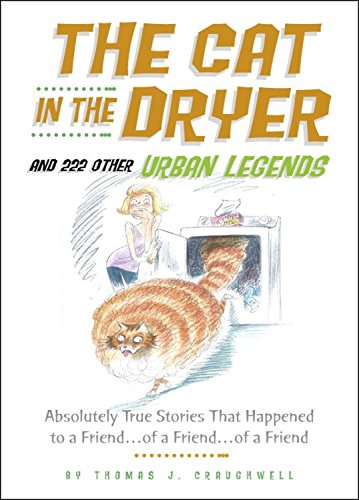 THE CAT
IN THE DRYER
AND 222 OTHER URBAN LEGENDS
Absolutely True Stories That Happened
to a Friend...of a Friend...of a Friend
BY THOMAS J. CRAUGHWELL